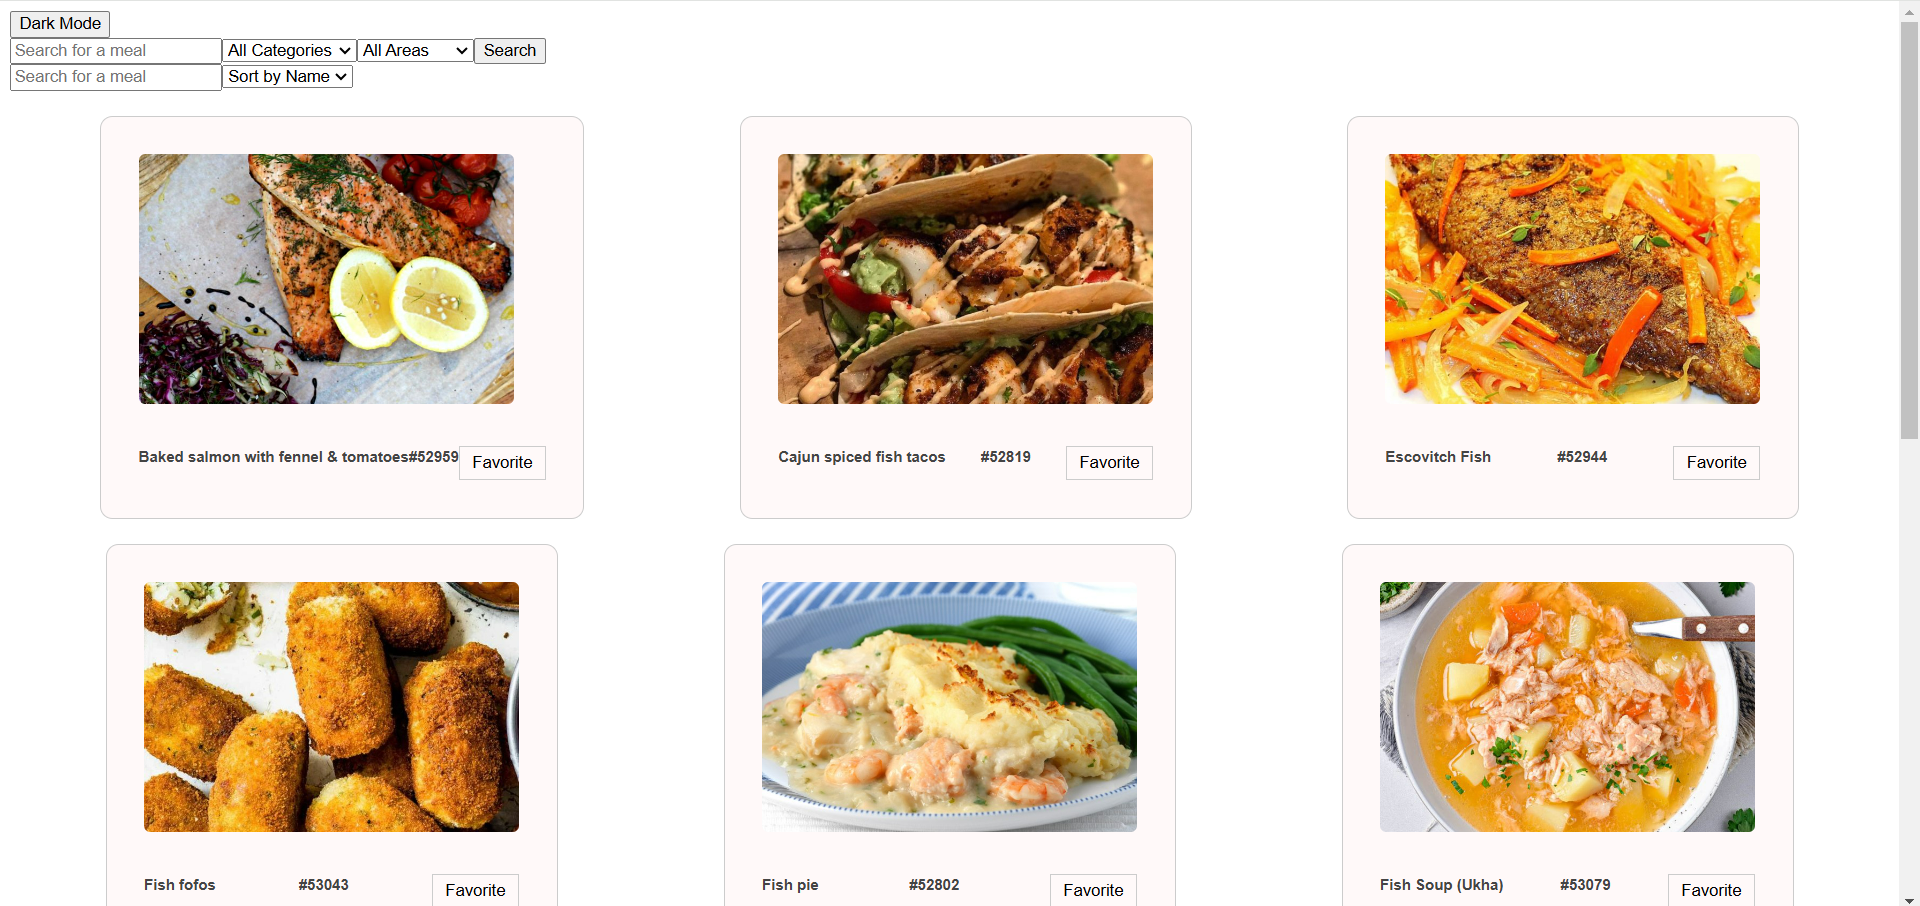 Dark Mode
Search for a meal All Categories All Areas Search
Search for a meal Sort by Name
Baked salmon with fennel & tomatoes #52959 Favorite
Cajun spiced fish tacos #52819 Favorite
Escovitch Fish #52944 Favorite
Fish fofos #53043 Favorite
Fish pie #52802 Favorite
Fish Soup (Ukha) #53079 Favorite